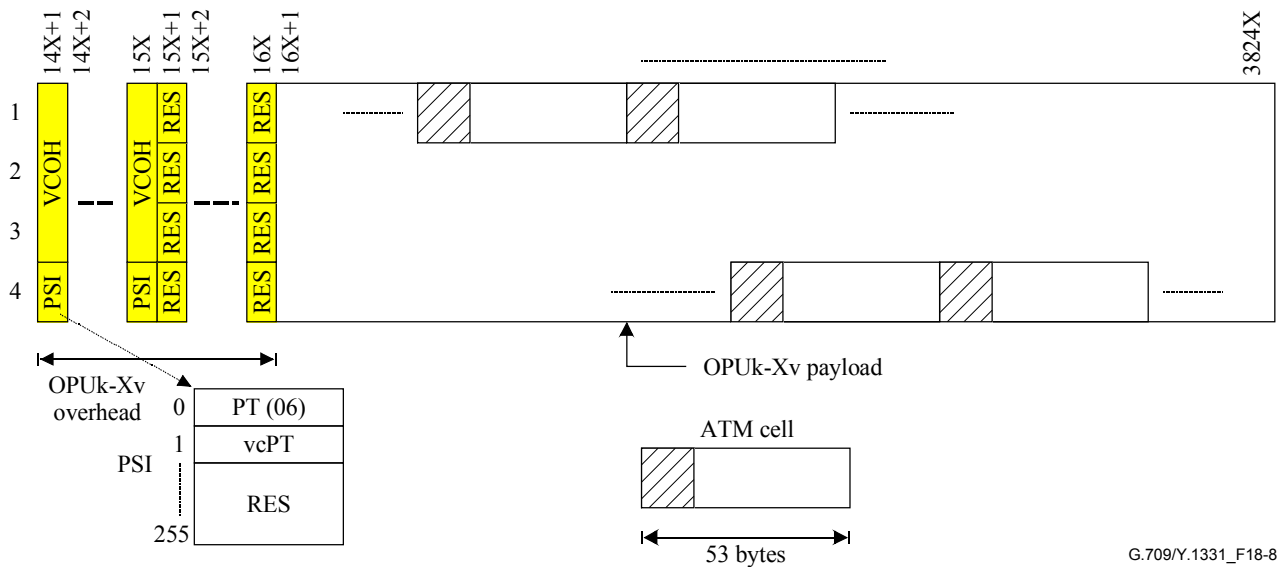 14X+1
14X+2
15X
15X+1
15X+2
16X
16X+1
3824X
1
2
3
4
VCOH
PSI
VCOH
PSI
RES
RES
RES
RES
RES
RES
RES
RES
OPUk-Xv payload
OPUk-Xv
overhead
0
PT (06)
1
vcPT
PSI
RES
255
ATM cell
53 bytes
G.709/Y.1331_F18-8